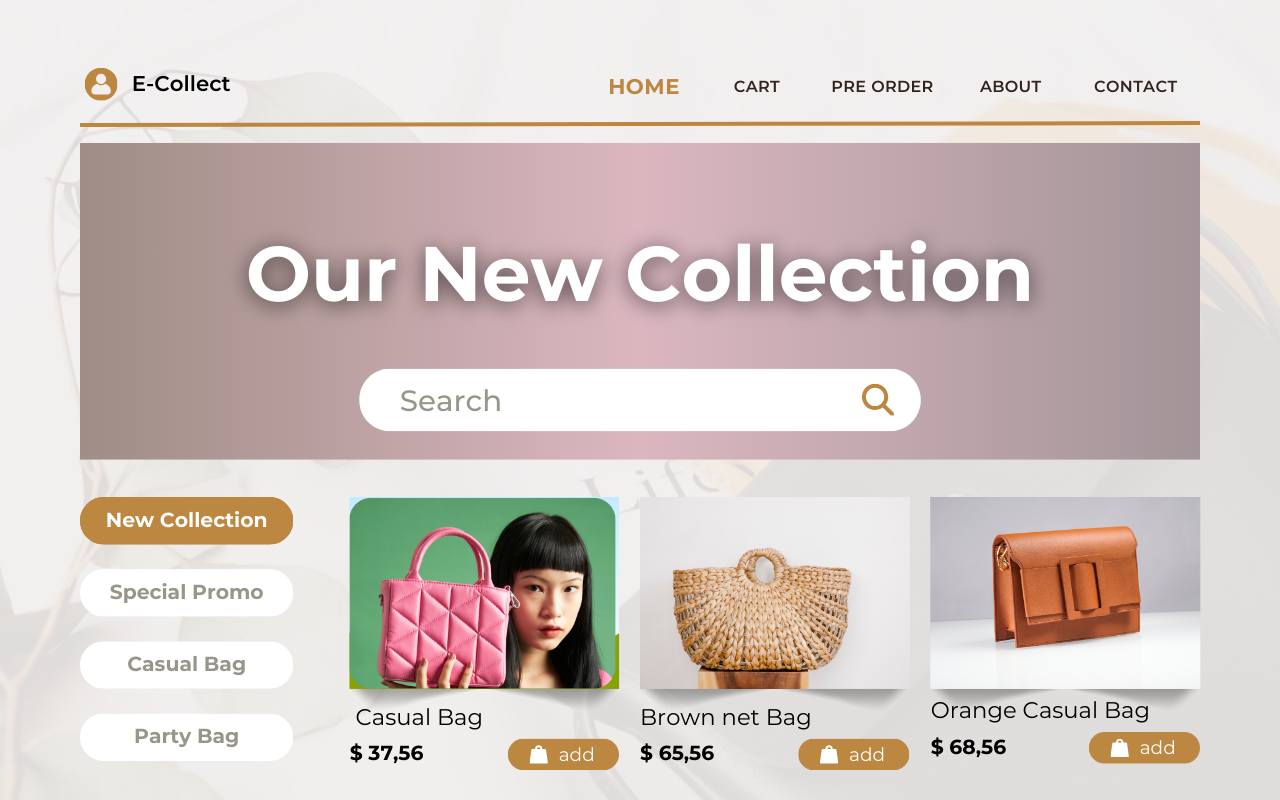 E-Collect
HOME
CART
PRE ORDER
ABOUT
CONTACT
Our New Collection
Search
New Collection
Special Promo
Casual Bag
Party Bag
Life
Casual Bag
$ 37,56
add
Brown net Bag
$ 65,56
add
Orange Casual Bag
$ 68,56
add